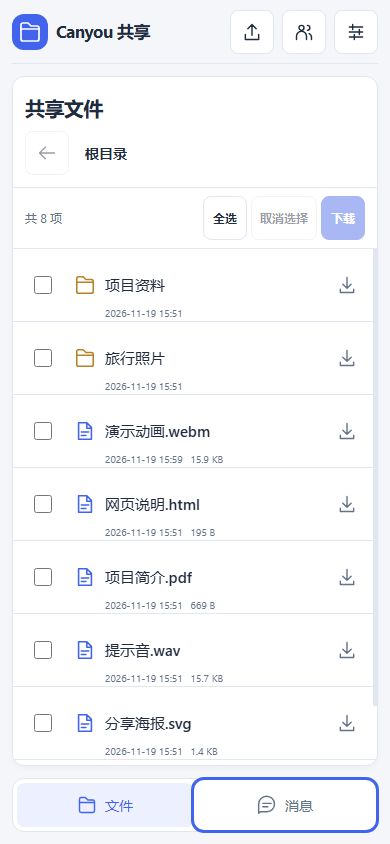 Canyou 共享
共享文件
根目录
共 8 项
全选
取消选择
下载
项目资料
2026-11-19 15:51
旅行照片
2026-11-19 15:51
演示动画.webm
2026-11-19 15:59 15.9 KB
网页说明.html
2026-11-19 15:51 195 B
项目简介.pdf
2026-11-19 15:51 669 B
提示音.wav
2026-11-19 15:51 15.7 KB
分享海报.svg
2026-11-19 15:51 1.4 KB
文件
消息